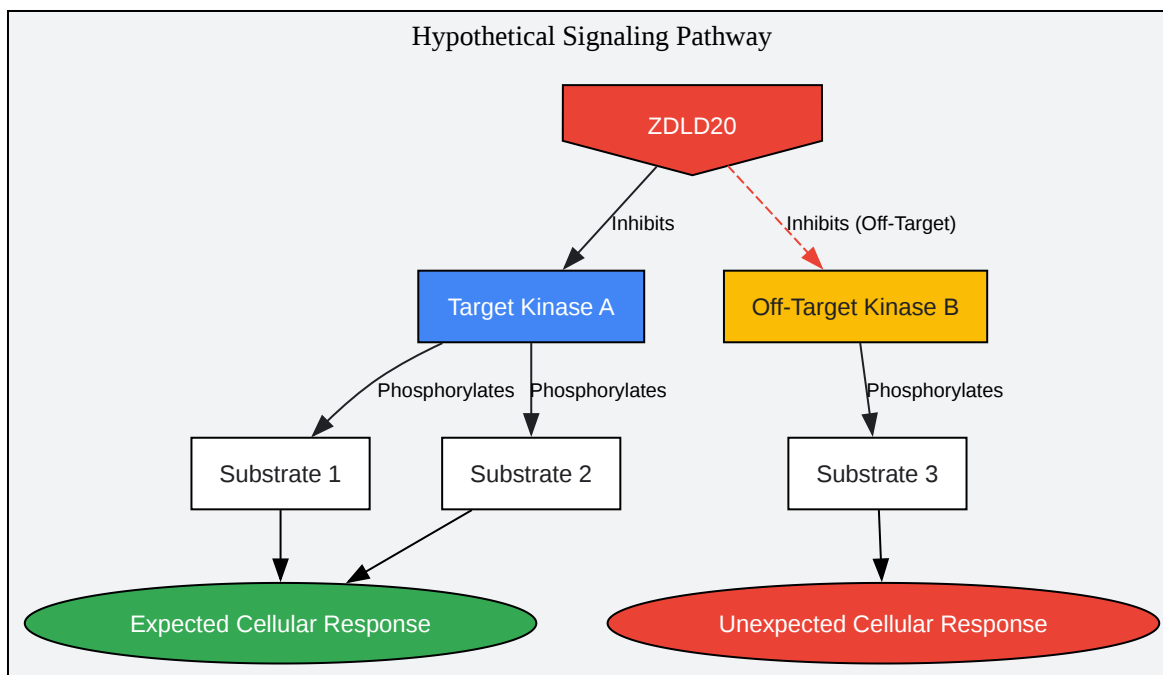 Hypothetical Signaling Pathway
ZDLD20
Inhibits
Inhibits (Off-Target)
Target Kinase A
Off-Target Kinase B
Phosphorylates
Phosphorylates
Phosphorylates
Substrate 1
Substrate 2
Substrate 3
Expected Cellular Response
Unexpected Cellular Response